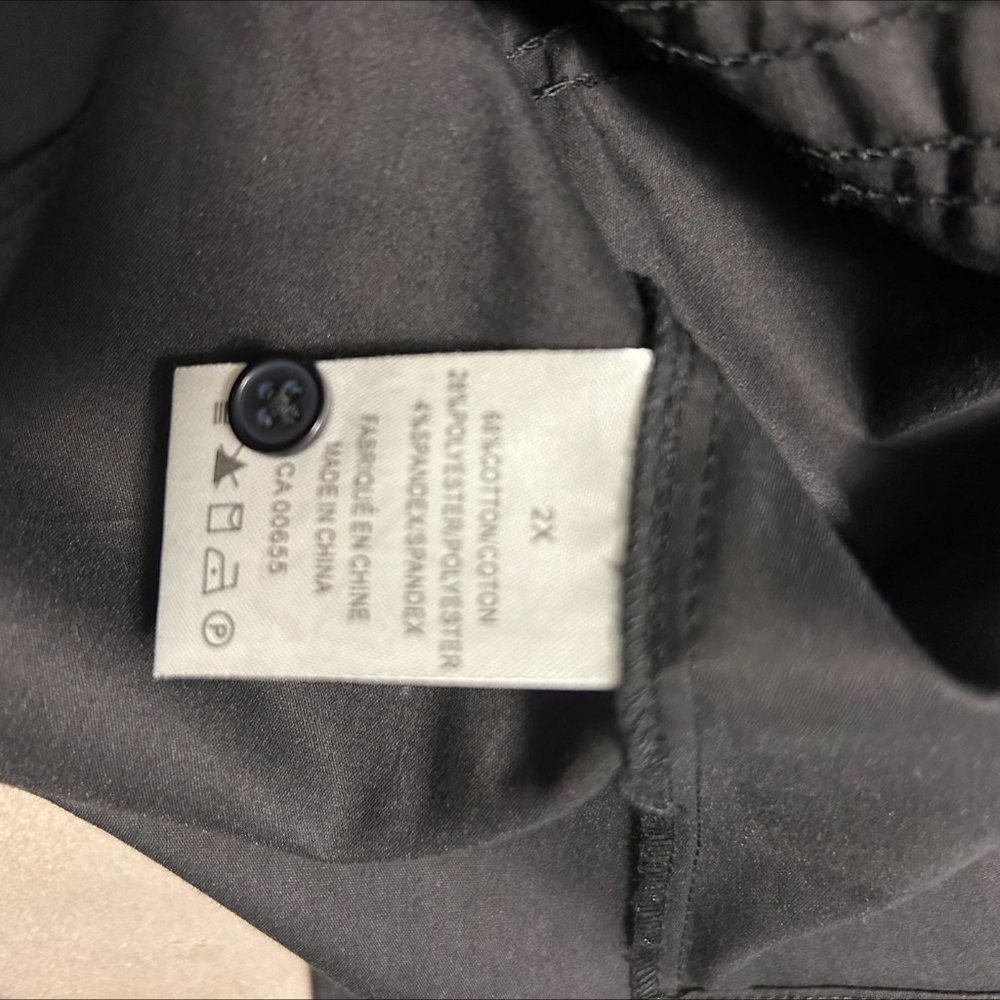 2X
68%COTTON/COTON
28%POLYESTER/POLYESTER
4%SPANDEX/SPANDEX
FABRIQUÉ EN CHINE
MADE IN CHINA
CA 00655
P